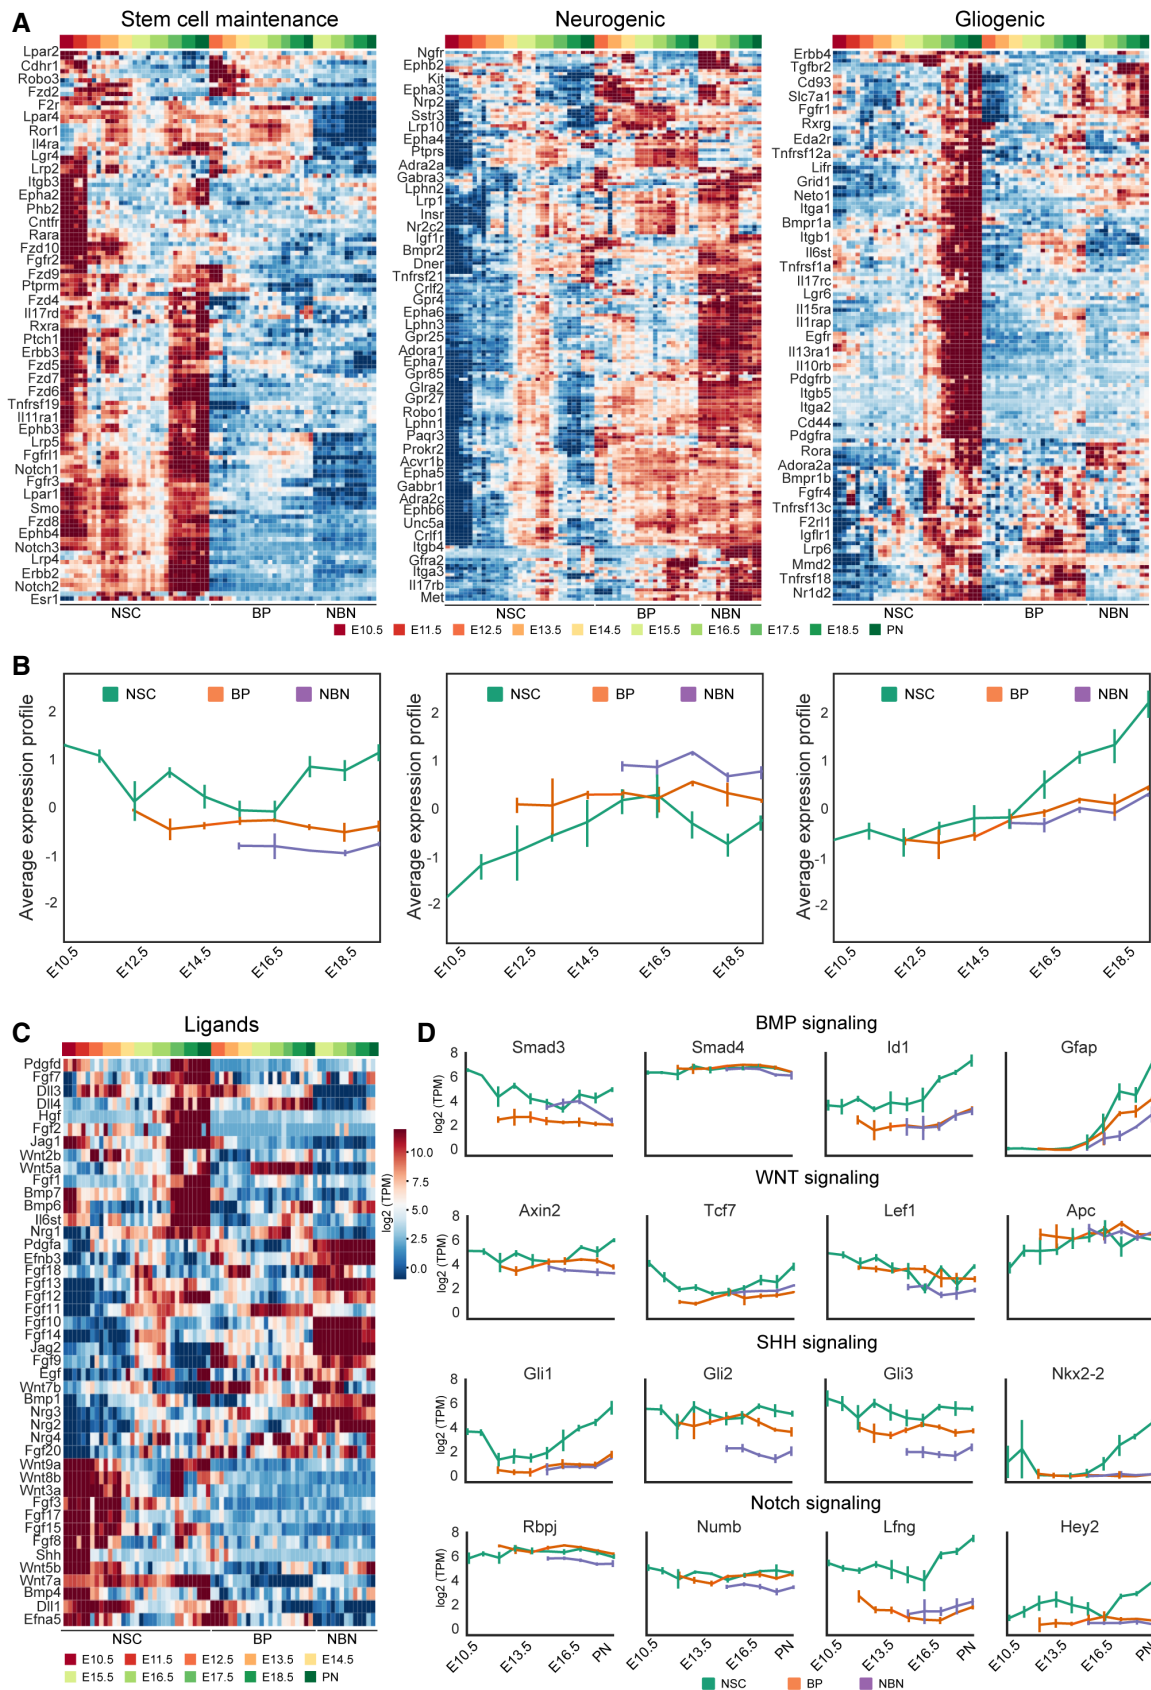 A
Stem cell maintenance
Neurogenic
Gliogenic
Lpar2
Cdhr1
Robo3
Fzd2
F2r
Lpar4
Ror1
Il4ra
Lgr4
Lrp2
Itgb3
Epha2
Phb2
Cntfr
Rara
Fzd10
Fgfr2
Fzd9
Ptprm
Fzd4
Il17rd
Rxra
Ptch1
Erbb3
Fzd5
Fzd7
Fzd6
Tnfrsf19
Il11ra1
Ephb3
Lrp5
Fgfrl1
Notch1
Fgfr3
Lpar1
Smo
Fzd8
Ephb4
Notch3
Lrp4
Erbb2
Notch2
Esr1
NSC BP NBN
Ngfr
Ephb2
Kit
Epha3
Nrp2
Sstr3
Lrp10
Epha4
Ptprs
Adra2a
Gabra3
Lphn2
Lrp1
Insr
Nr2c2
Igf1r
Bmpr2
Dner
Tnfrsf21
Crlf2
Gpr4
Epha6
Lphn3
Gpr25
Adora1
Epha7
Gpr85
Glra2
Gpr27
Robo1
Lphn1
Paqr3
Prokr2
Acvr1b
Epha5
Gabbr1
Adra2c
Ephb6
Unc5a
Crlf1
Itgb4
Gfra2
Itga3
Il17rb
Met
NSC BP NBN
Erbb4
Tgfbr2
Cd93
Slc7a1
Fgfr1
Rxrg
Eda2r
Tnfrsf12a
Lifr
Grid1
Neto1
Itga1
Bmpr1a
Itgb1
Il6st
Tnfrsf1a
Il17rc
Lgr6
Il15ra
Il1rap
Egfr
Il13ra1
Il10rb
Pdgfrb
Itgb5
Itga2
Cd44
Pdgfra
Rora
Adora2a
Bmpr1b
Fgfr4
Tnfrsf13c
F2rl1
Igflr1
Lrp6
Mmd2
Tnfrsf18
Nr1d2
NSC BP NBN
E10.5 E11.5 E12.5 E13.5 E14.5 E15.5 E16.5 E17.5 E18.5 PN
B
Average expression profile
NSC BP NBN
2
1
0
-1
-2
E10.5 E12.5 E14.5 E16.5 E18.5
Average expression profile
NSC BP NBN
2
1
0
-1
-2
E10.5 E12.5 E14.5 E16.5 E18.5
Average expression profile
NSC BP NBN
2
1
0
-1
-2
E10.5 E12.5 E14.5 E16.5 E18.5
C
Ligands
Pdgfd
Fgf7
Dll3
Dll4
Hgf
Fgf2
Jag1
Wnt2b
Wnt5a
Fgf1
Bmp7
Bmp6
Il6st
Nrg1
Pdgfa
Efnb3
Fgf18
Fgf13
Fgf12
Fgf11
Fgf10
Fgf14
Jag2
Fgf9
Egf
Wnt7b
Bmp1
Nrg3
Nrg2
Nrg4
Fgf20
Wnt9a
Wnt8b
Wnt3a
Fgf3
Fgf17
Fgf15
Fgf8
Shh
Wnt5b
Wnt7a
Bmp4
Dll1
Efna5
NSC BP NBN
E10.5 E11.5 E12.5 E13.5 E14.5
E15.5 E16.5 E17.5 E18.5 PN
10.0
7.5
5.0
2.5
0.0
log2 (TPM)
D
BMP signaling
Smad3 Smad4 Id1 Gfap
log2 (TPM)
8
6
4
2
0
WNT signaling
Axin2 Tcf7 Lef1 Apc
log2 (TPM)
8
6
4
2
0
SHH signaling
Gli1 Gli2 Gli3 Nkx2-2
log2 (TPM)
8
6
4
2
0
Notch signaling
Rbpj Numb Lfng Hey2
log2 (TPM)
8
6
4
2
0
E10.5 E13.5 E16.5 PN E10.5 E13.5 E16.5 PN E10.5 E13.5 E16.5 PN E10.5 E13.5 E16.5 PN
NSC BP NBN